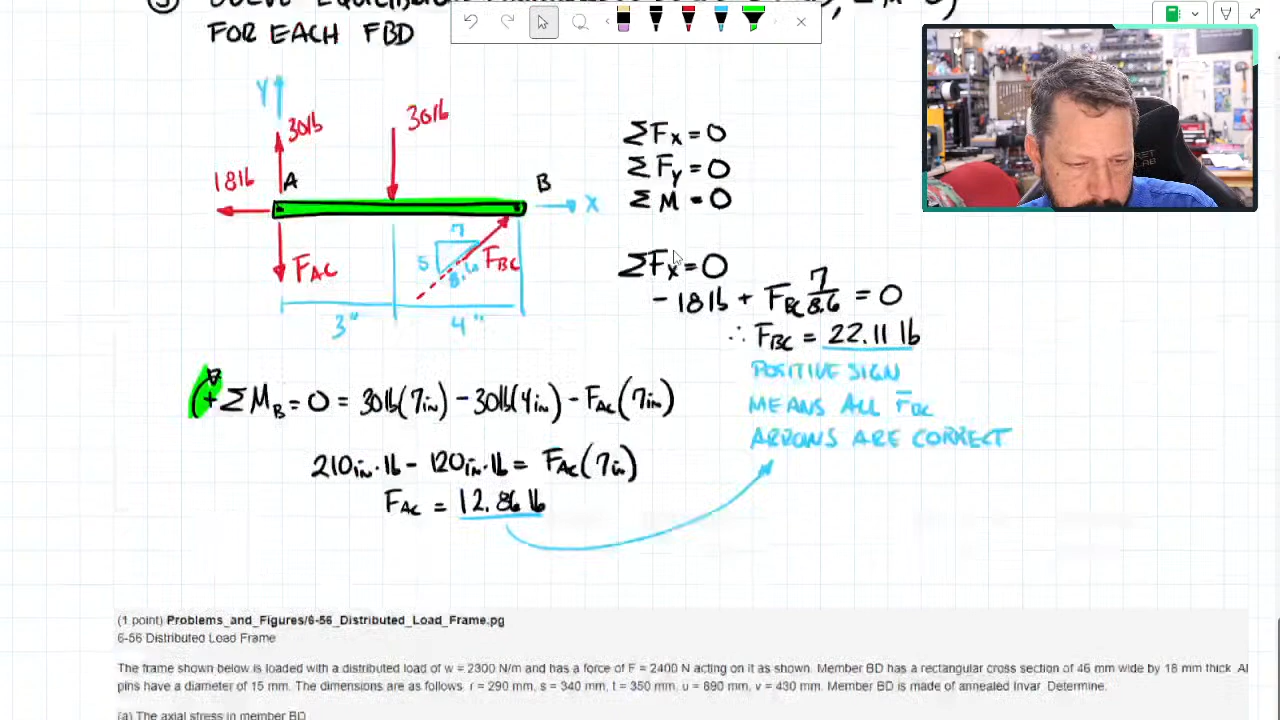 FOR EACH FBD
Y
30lb
30lb
18lb
A
B
X
FAC
7
5
8.6
FBC
3"
4"
ΣFx = 0
ΣFy = 0
ΣM = 0
ΣFx = 0
- 18lb + FBC 7/8.6 = 0
∴ FBC = 22.11 lb
POSITIVE SIGN
MEANS ALL FBC
ARROWS ARE CORRECT
(+ ΣMB = 0 = 30lb(7in) - 30lb(4in) - FAC(7in)
210in·lb - 120in·lb = FAC(7in)
FAC = 12.86 lb
(1 point) Problems_and_Figures/6-56_Distributed_Load_Frame.pg
6-56 Distributed Load Frame
The frame shown below is loaded with a distributed load of w = 2300 N/m and has a force of F = 2400 N acting on it as shown. Member BD has a rectangular cross section of 46 mm wide by 18 mm thick. Al
pins have a diameter of 15 mm. The dimensions are as follows. r = 290 mm, s = 340 mm, t = 350 mm, u = 690 mm, v = 430 mm. Member BD is made of annealed Invar. Determine.
(a) The axial stress in member BD